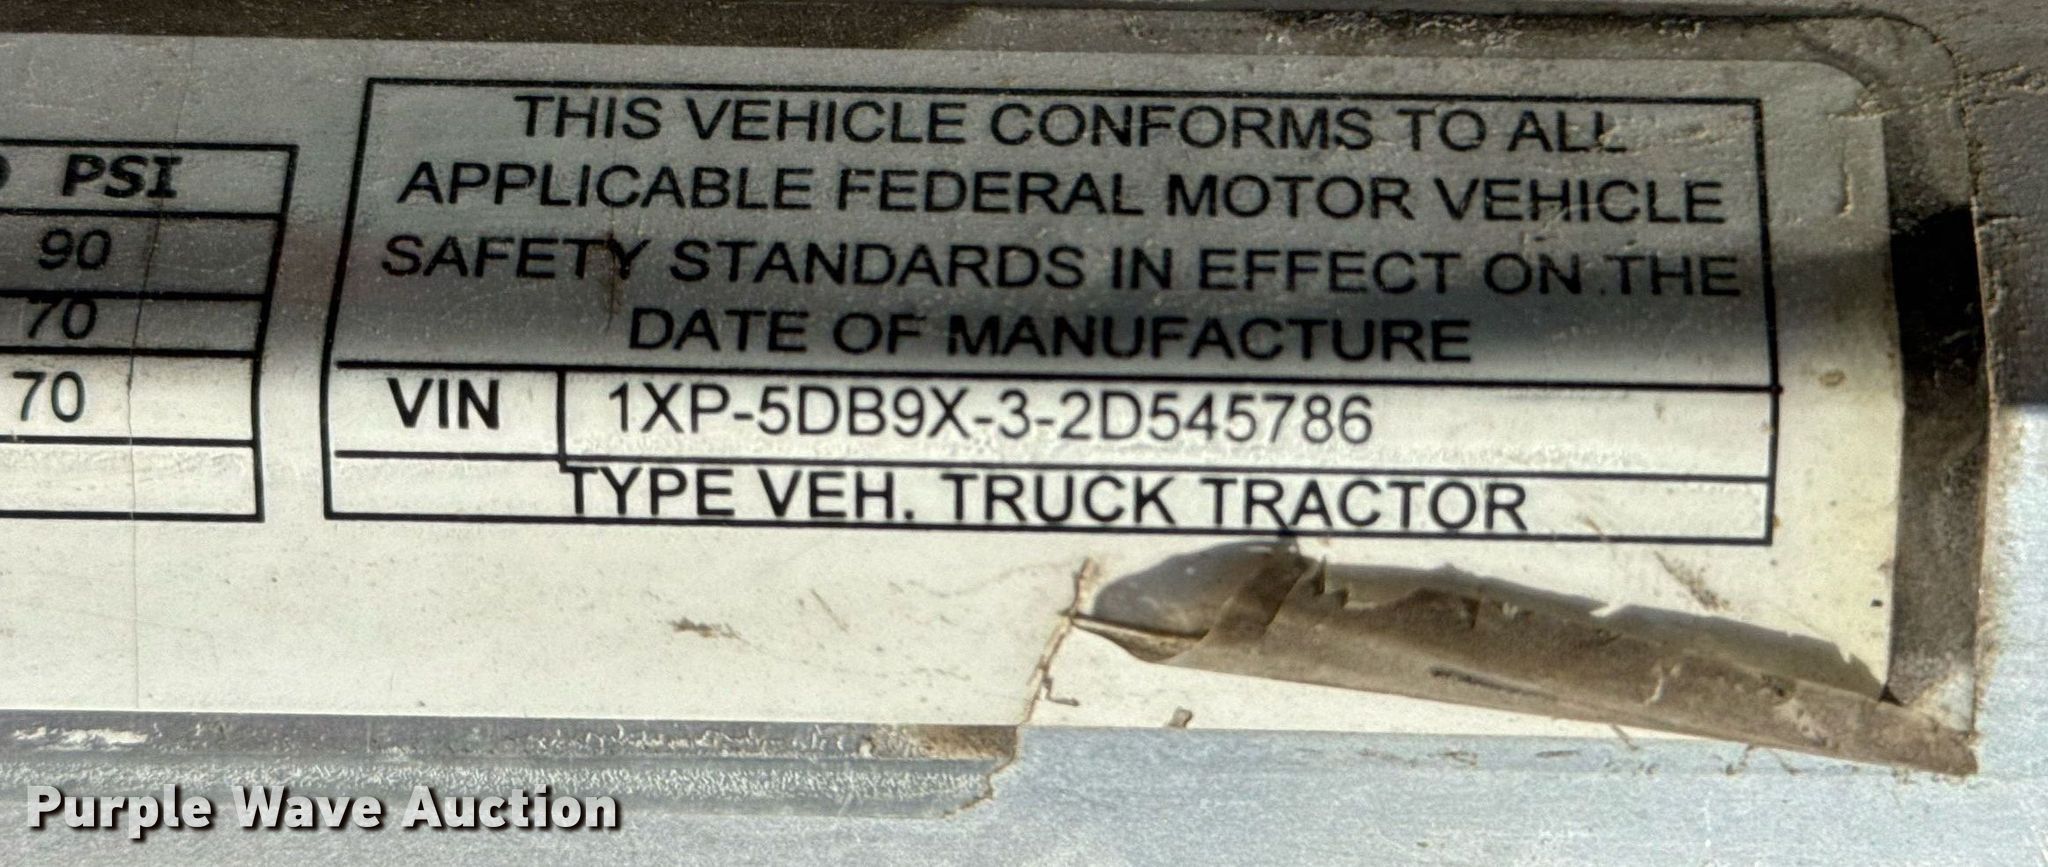 PSI
90
70
70
THIS VEHICLE CONFORMS TO ALL
APPLICABLE FEDERAL MOTOR VEHICLE
SAFETY STANDARDS IN EFFECT ON THE
DATE OF MANUFACTURE
VIN 1XP-5DB9X-3-2D545786
TYPE VEH. TRUCK TRACTOR
Purple Wave Auction